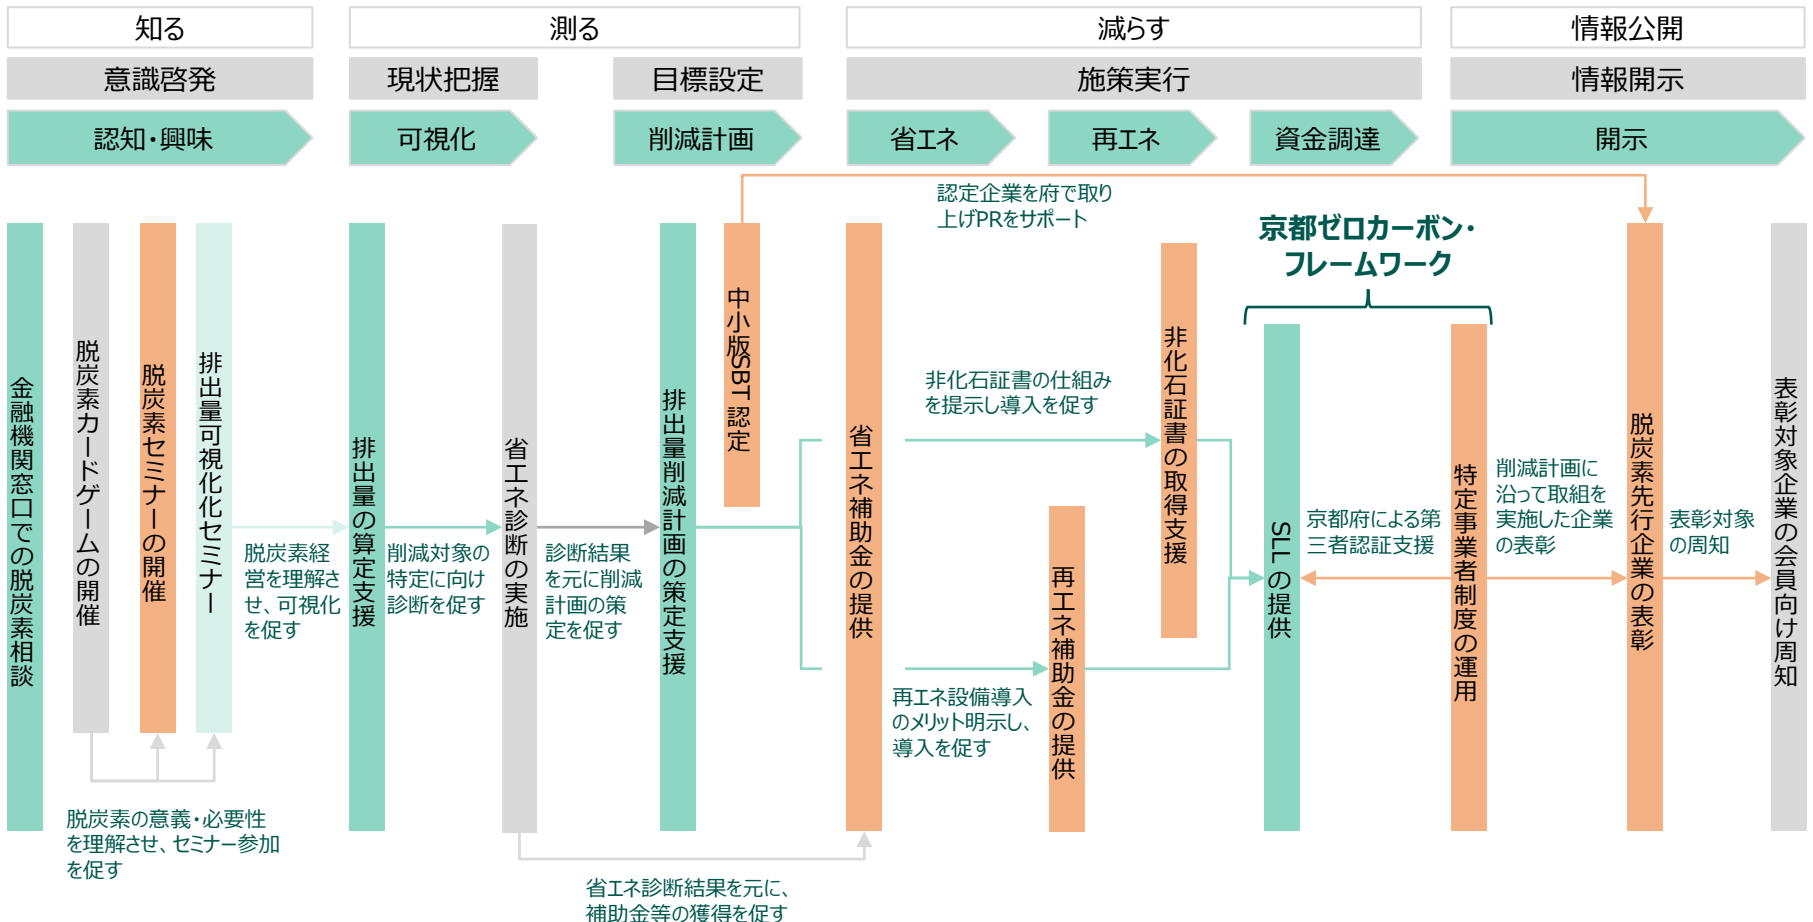 知る
測る
減らす
情報公開
意識啓発
現状把握
目標設定
施策実行
情報開示
認知・興味
可視化
削減計画
省エネ
再エネ
資金調達
開示
認定企業を府で取り
上げPRをサポート
京都ゼロカーボン・
フレームワーク
金融機関窓口での脱炭素相談
脱炭素カードゲームの開催
脱炭素セミナーの開催
排出量可視化化セミナー
脱炭素経
営を理解さ
せ、可視化
を促す
排出量の算定支援
削減対象の
特定に向け
診断を促す
省エネ診断の実施
診断結果
を元に削減
計画の策
定を促す
排出量削減計画の策定支援
中小版SBT 認定
省エネ補助金の提供
非化石証書の仕組み
を提示し導入を促す
再エネ設備導入
のメリット明示し、
導入を促す
再エネ補助金の提供
非化石証書の取得支援
SLL の提供
京都府による第
三者認証支援
特定事業者制度の運用
削減計画に
沿って取組を
実施した企業
の表彰
脱炭素先行企業の表彰
表彰対象
の周知
表彰対象企業の会員向け周知
脱炭素の意義・必要性
を理解させ、セミナー参加
を促す
省エネ診断結果を元に、
補助金等の獲得を促す